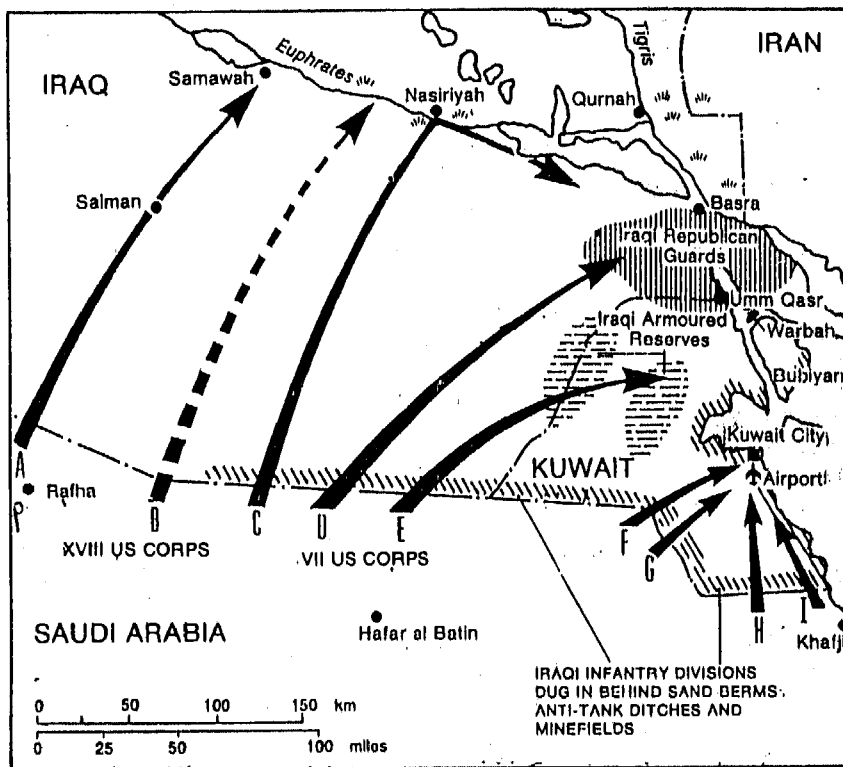 IRAN
IRAQ
Tigris
Euphrates
Samawah
Nasiriyah
Qurnah
Salman
Basra
Iraqi Republican
Guards
Umm Qasr
Iraqi Armoured
Reserves
Warbah
Bubiyan
Kuwait City
KUWAIT
Airport
A
Rafha
P
B
C
D
E
F
G
H
I
XVIII US CORPS
VII US CORPS
SAUDI ARABIA
Hafar al Batin
Khafji
IRAQI INFANTRY DIVISIONS
DUG IN BEHIND SAND BERMS,
ANTI-TANK DITCHES AND
MINEFIELDS
0 50 100 150 km
0 25 50 100 miles